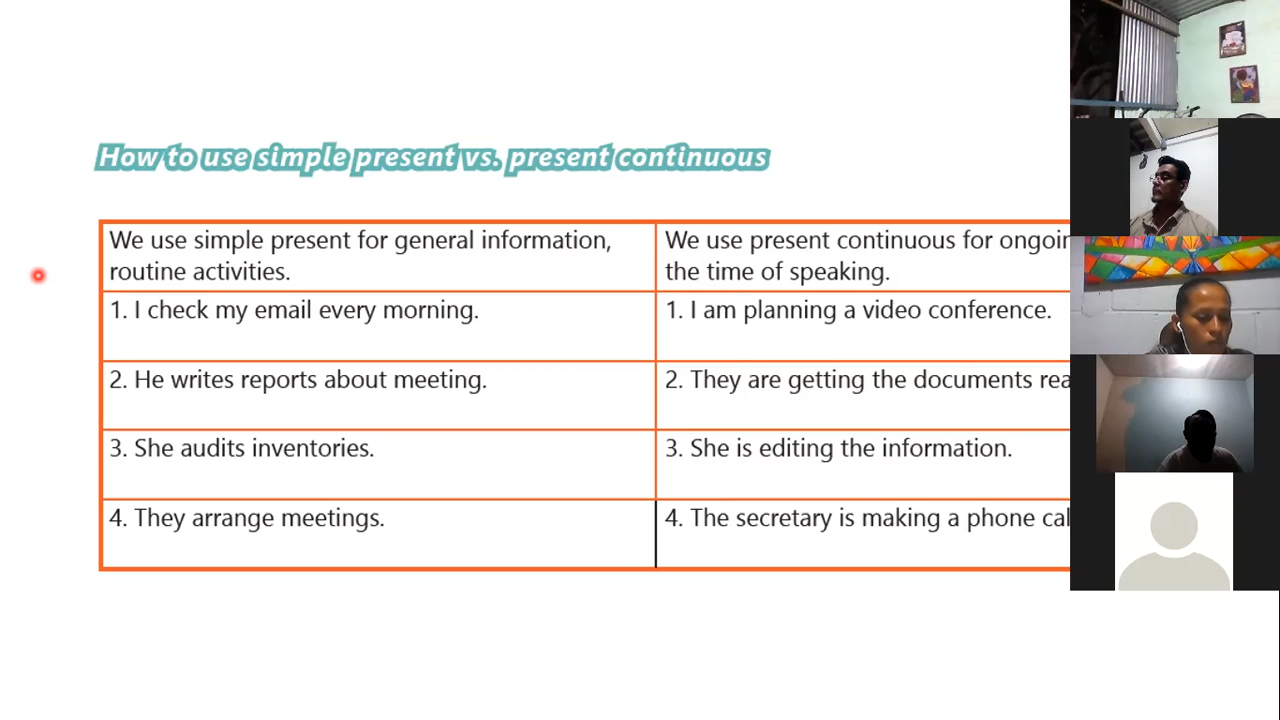 How to use simple present vs. present continuous
We use simple present for general information,
routine activities.
We use present continuous for
the time of speaking.
1. I check my email every morning.
1. I am planning a video conference.
2. He writes reports about meeting.
2. They are getting the documents
3. She audits inventories.
3. She is editing the information.
4. They arrange meetings.
4. The secretary is making a phone